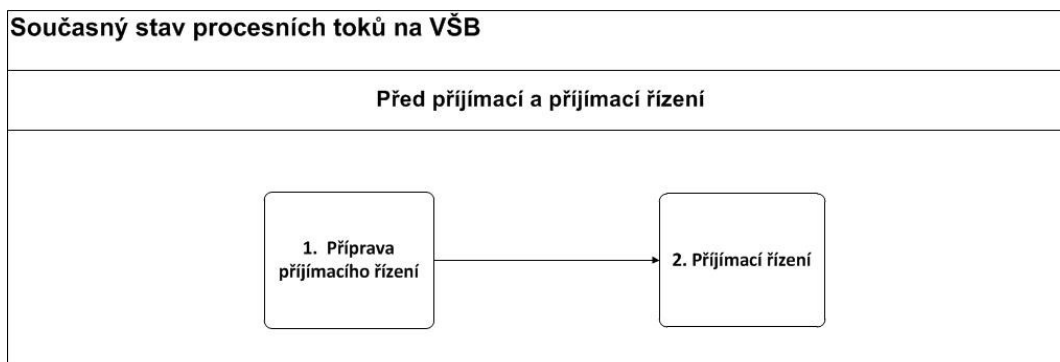 Současný stav procesních toků na VŠB
Před příjímací a příjímací řízení
1. Příprava
příjímacího řízení
2. Příjímací řízení